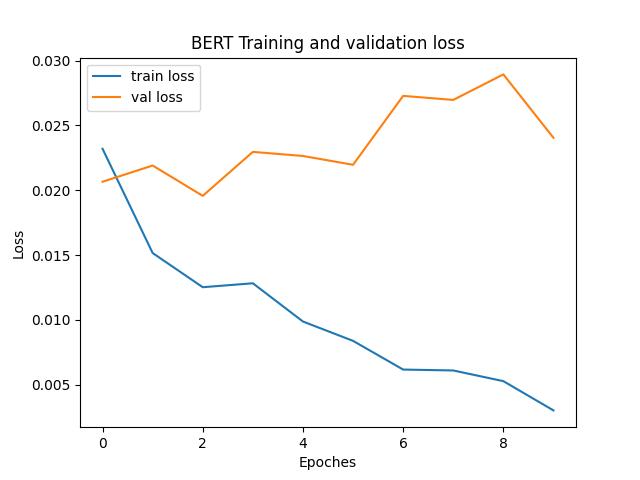 BERT Training and validation loss
train loss
val loss
0.030
0.025
0.020
0.015
0.010
0.005
Loss
0 2 4 6 8
Epoches